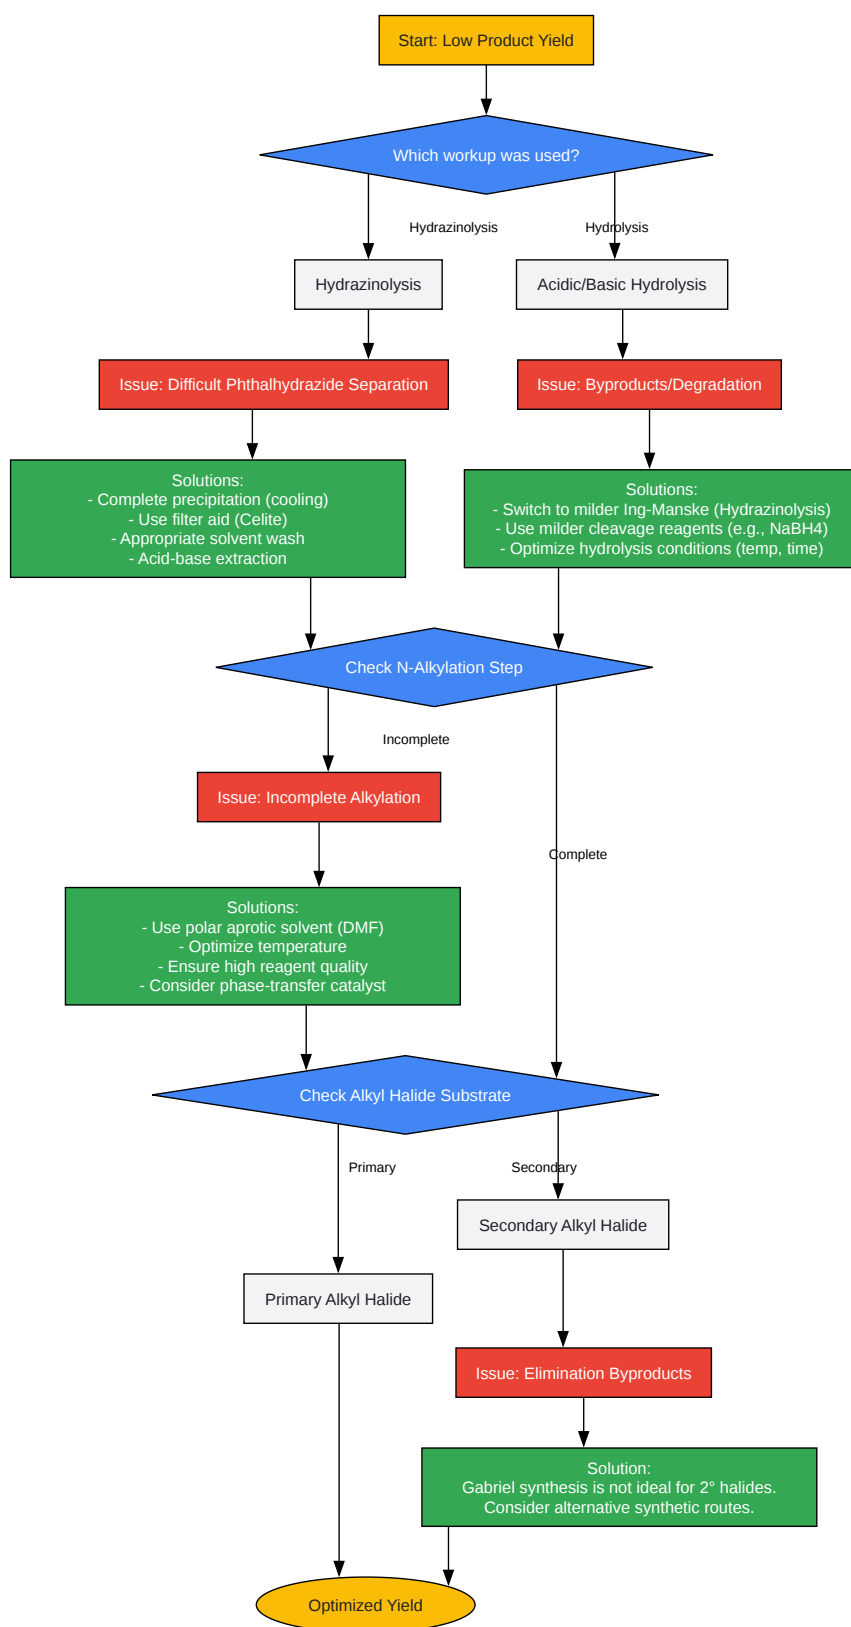 Start: Low Product Yield
Which workup was used?
Hydrazinolysis
Hydrolysis
Hydrazinolysis
Acidic/Basic Hydrolysis
Issue: Difficult Phthalhydrazide Separation
Issue: Byproducts/Degradation
Solutions:
- Complete precipitation (cooling)
- Use filter aid (Celite)
- Appropriate solvent wash
- Acid-base extraction
Solutions:
- Switch to milder Ing-Manske (Hydrazinolysis)
- Use milder cleavage reagents (e.g., NaBH4)
- Optimize hydrolysis conditions (temp, time)
Check N-Alkylation Step
Incomplete
Issue: Incomplete Alkylation
Complete
Solutions:
- Use polar aprotic solvent (DMF)
- Optimize temperature
- Ensure high reagent quality
- Consider phase-transfer catalyst
Check Alkyl Halide Substrate
Primary
Secondary
Secondary Alkyl Halide
Primary Alkyl Halide
Issue: Elimination Byproducts
Solution:
Gabriel synthesis is not ideal for 2° halides.
Consider alternative synthetic routes.
Optimized Yield